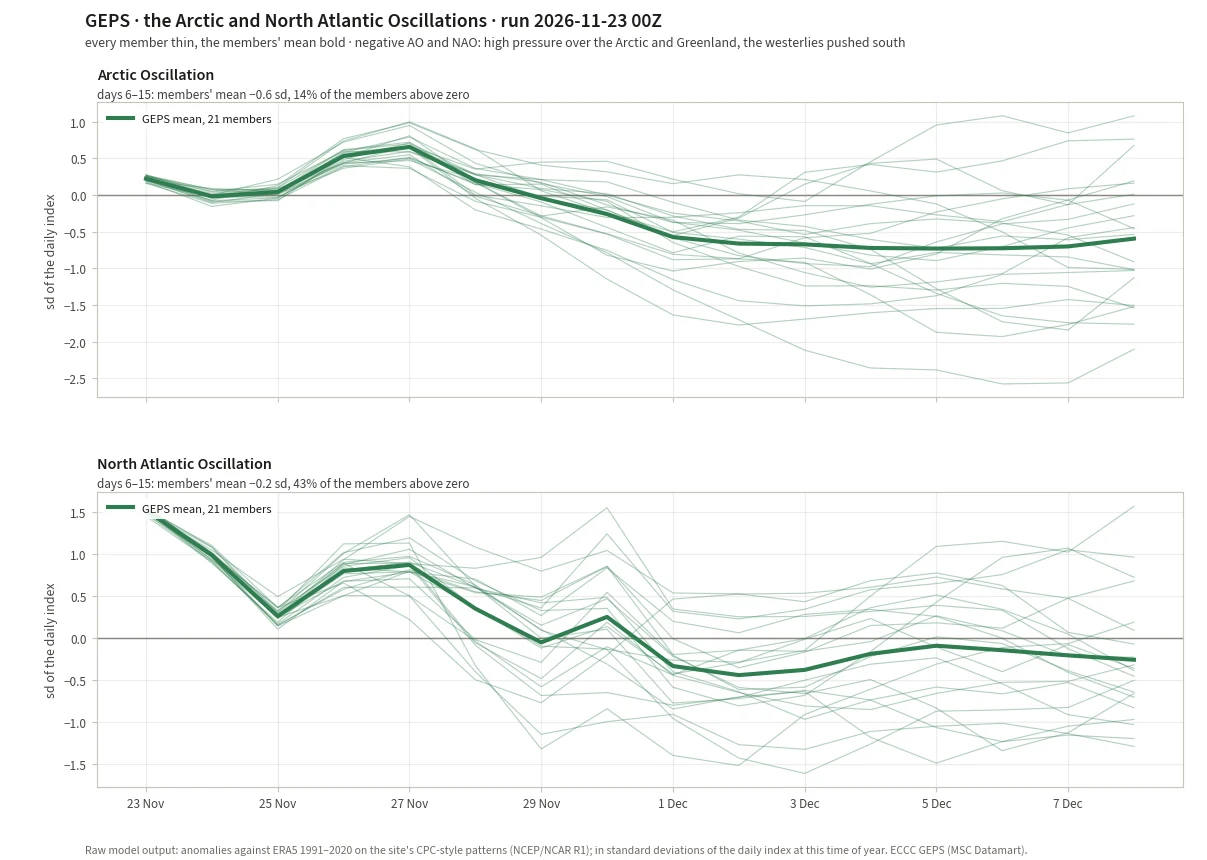 GEPS · the Arctic and North Atlantic Oscillations · run 2026-11-23 00Z
every member thin, the members' mean bold · negative AO and NAO: high pressure over the Arctic and Greenland, the westerlies pushed south
Arctic Oscillation
days 6–15: members' mean −0.6 sd, 14% of the members above zero
GEPS mean, 21 members
1.0
0.5
0.0
−0.5
−1.0
−1.5
−2.0
−2.5
sd of the daily index
North Atlantic Oscillation
days 6–15: members' mean −0.2 sd, 43% of the members above zero
GEPS mean, 21 members
1.5
1.0
0.5
0.0
−0.5
−1.0
−1.5
sd of the daily index
23 Nov 25 Nov 27 Nov 29 Nov 1 Dec 3 Dec 5 Dec 7 Dec
Raw model output: anomalies against ERA5 1991–2020 on the site's CPC-style patterns (NCEP/NCAR R1); in standard deviations of the daily index at this time of year. ECCC GEPS (MSC Datamart).